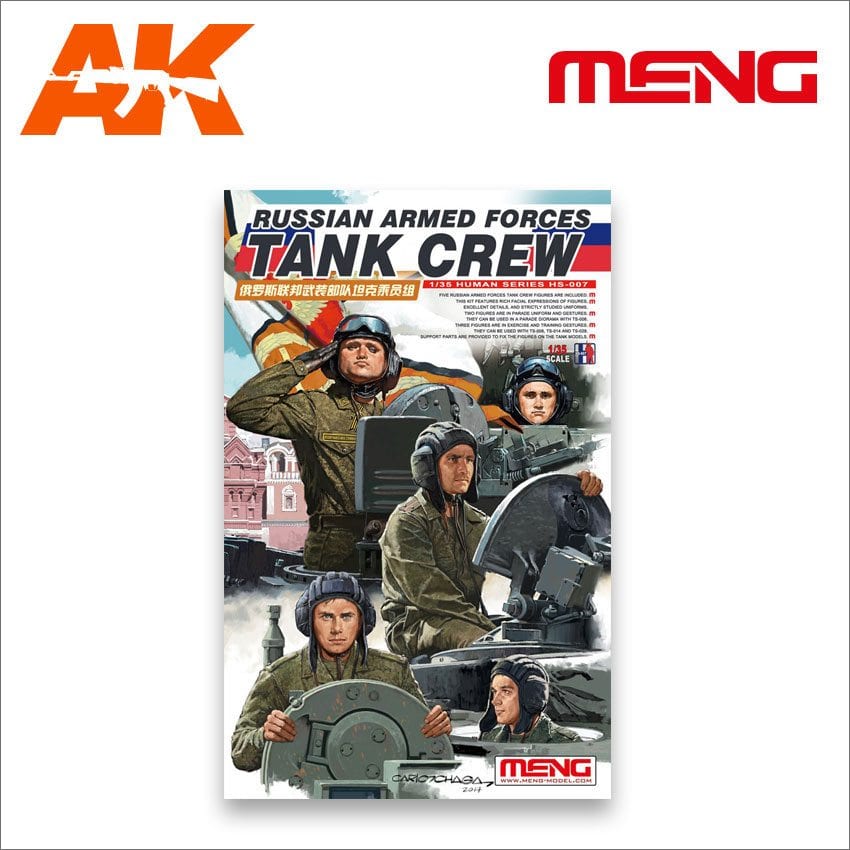 AK
MENG
RUSSIAN ARMED FORCES
TANK CREW
俄罗斯联邦武装部队坦克乘员组
1/35 HUMAN SERIES HS-007
FIVE RUSSIAN ARMED FORCES TANK CREW FIGURES ARE INCLUDED.
THIS KIT FEATURES RICH FACIAL EXPRESSIONS OF FIGURES,
EXCELLENT DETAILS, AND STRICTLY STUDIED UNIFORMS.
TWO FIGURES ARE IN PARADE UNIFORM AND GESTURES.
THEY CAN BE USED IN A PARADE DIORAMA WITH TS-006.
THREE FIGURES ARE IN EXERCISE AND TRAINING GESTURES.
THEY CAN BE USED WITH TS-006, TS-014 AND TS-028.
SUPPORT PARTS ARE PROVIDED TO FIX THE FIGURES ON THE TANK MODELS.
1/35
SCALE
MENG
WWW.MENG-MODEL.COM
2017